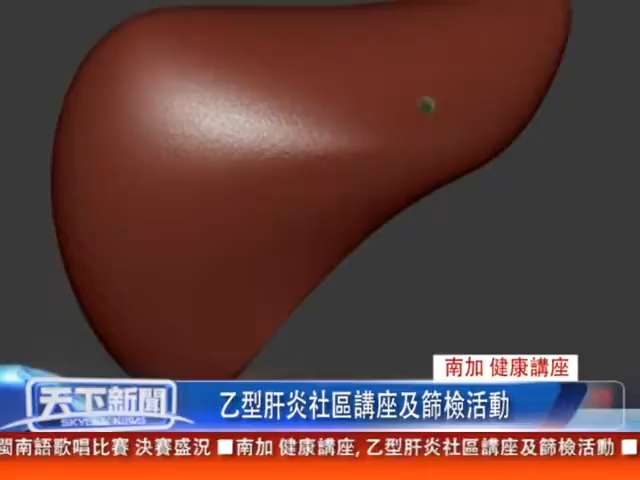 南加 健康講座
天下新聞
乙型肝炎社區講座及篩檢活動
閩南語歌唱比賽 決賽盛況 ■南加 健康講座, 乙型肝炎社區講座及篩檢活動 ■